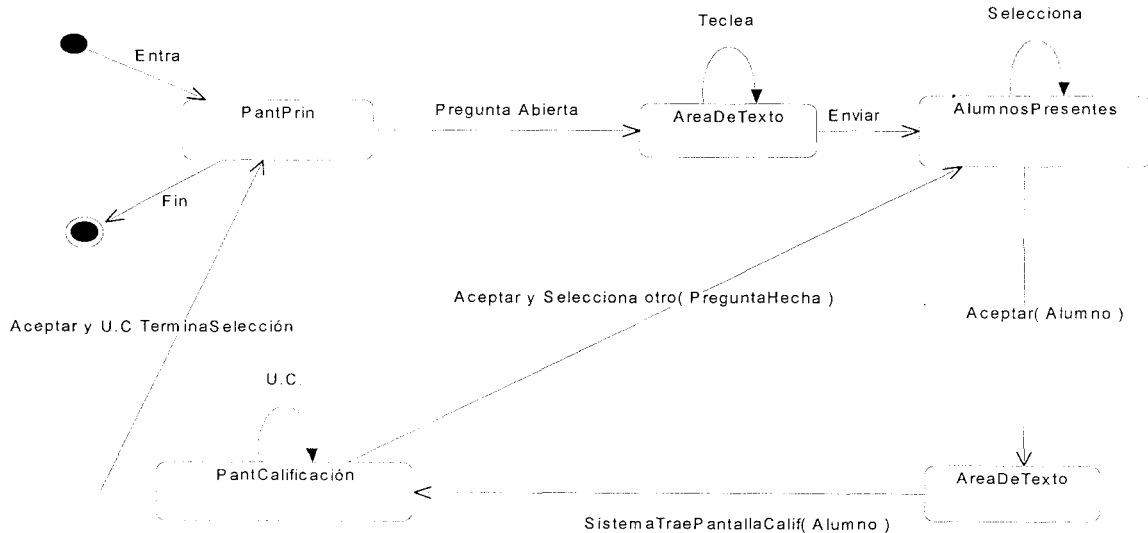 Teclea
Selecciona
Entra
PantPrin
Pregunta Abierta
AreaDeTexto
Enviar
AlumnosPresentes
Fin
Aceptar y Selecciona otro( PreguntaHecha )
Aceptar( Alumno )
Aceptar y U.C TerminaSelección
U.C.
PantCalificación
AreaDeTexto
SistemaTraePantallaCalif( Alumno )